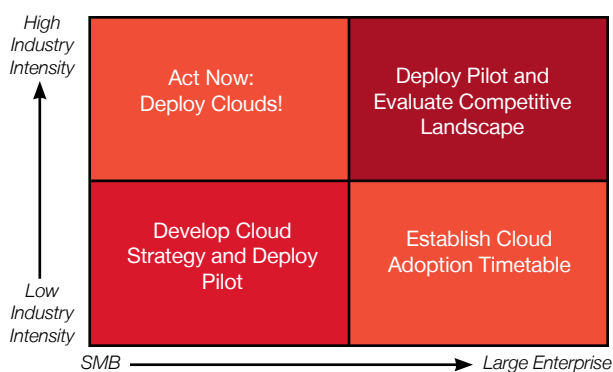 High
Industry
Intensity
Act Now:
Deploy Clouds!
Deploy Pilot and
Evaluate Competitive
Landscape
Develop Cloud
Strategy and Deploy
Pilot
Establish Cloud
Adoption Timetable
Low
Industry
Intensity
SMB
Large Enterprise